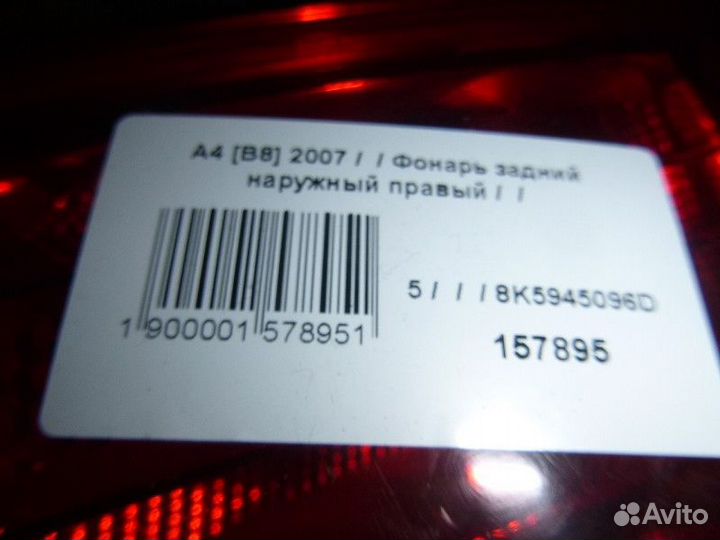 A4 [B8] 2007 / / / Фонарь задний
наружный правый / /
5 / / / 8K5945096D
1 900001 578951
157895
Avito